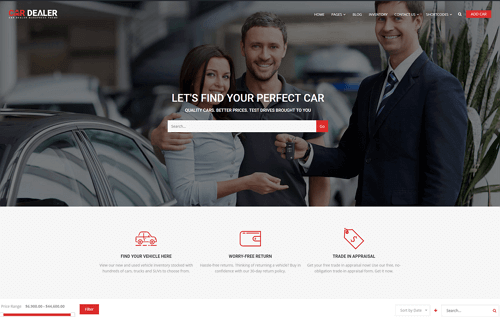 CAR DEALER
HOME PAGES BLOG INVENTORY CONTACT US SHORTCODES ADD CAR
LET'S FIND YOUR PERFECT CAR
QUALITY CARS. BETTER PRICES. TEST DRIVES BROUGHT TO YOU
Search... Go
FIND YOUR VEHICLE HERE
WORRY-FREE RETURN
TRADE IN APPRAISAL
View our new and used vehicle inventory stocked with
hundreds of cars, trucks and SUVs to choose from.
Hassle-free returns. Thinking of returning a vehicle? Buy in
confidence with our 30-day return policy.
Get your free trade in appraisal now! Use our free, no
obligation trade in appraisal form. Get it now.
Price Range: $5,000.00 - $40,000.00 Filter
Sort by Date Search...